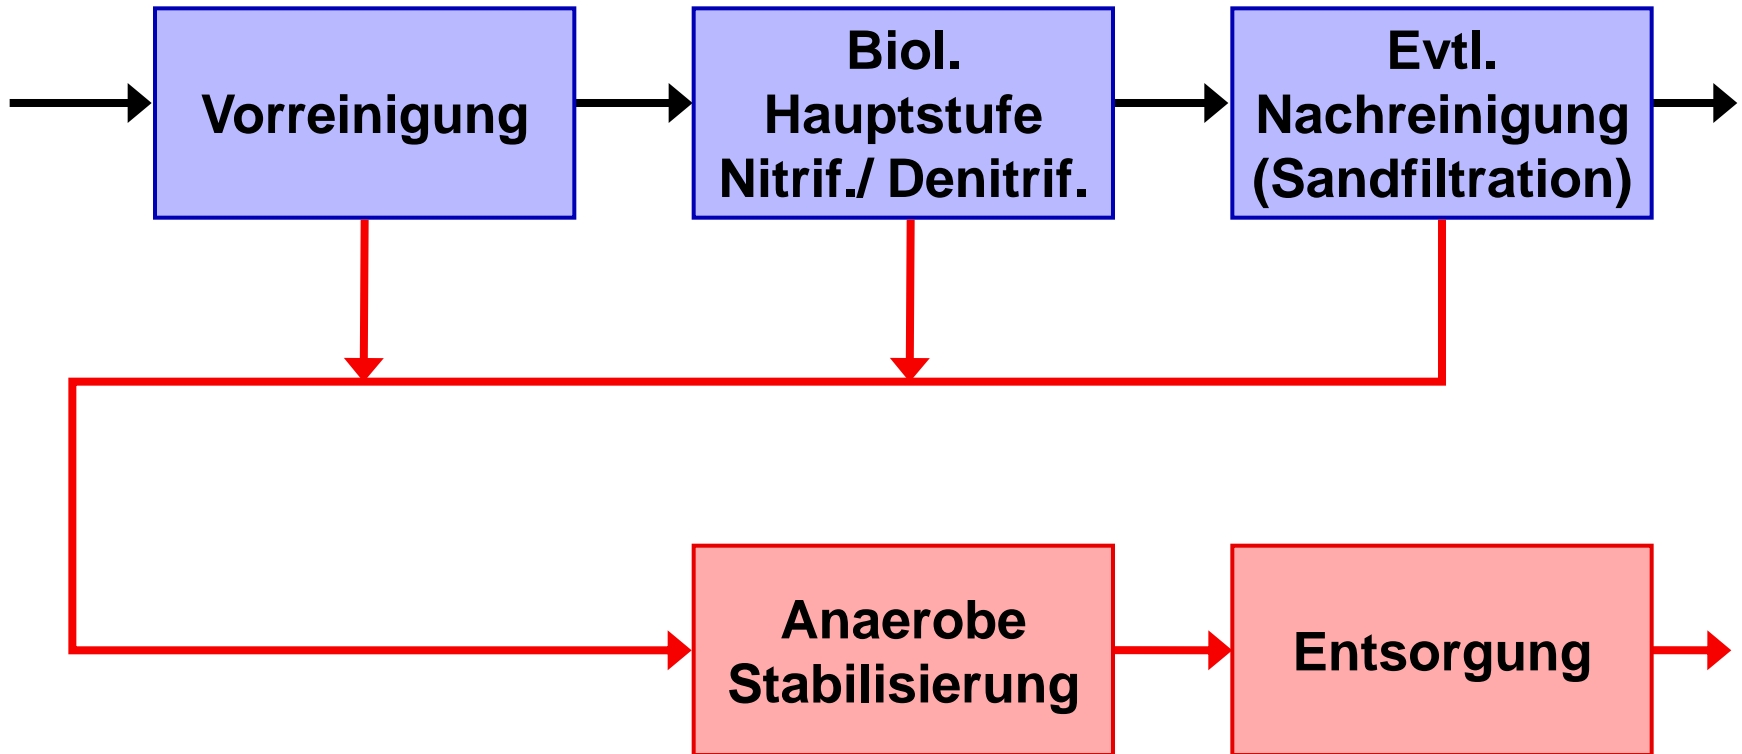 Vorreinigung
Biol.
Hauptstufe
Nitrif./ Denitrif.
Evtl.
Nachreinigung
(Sandfiltration)
Anaerobe
Stabilisierung
Entsorgung